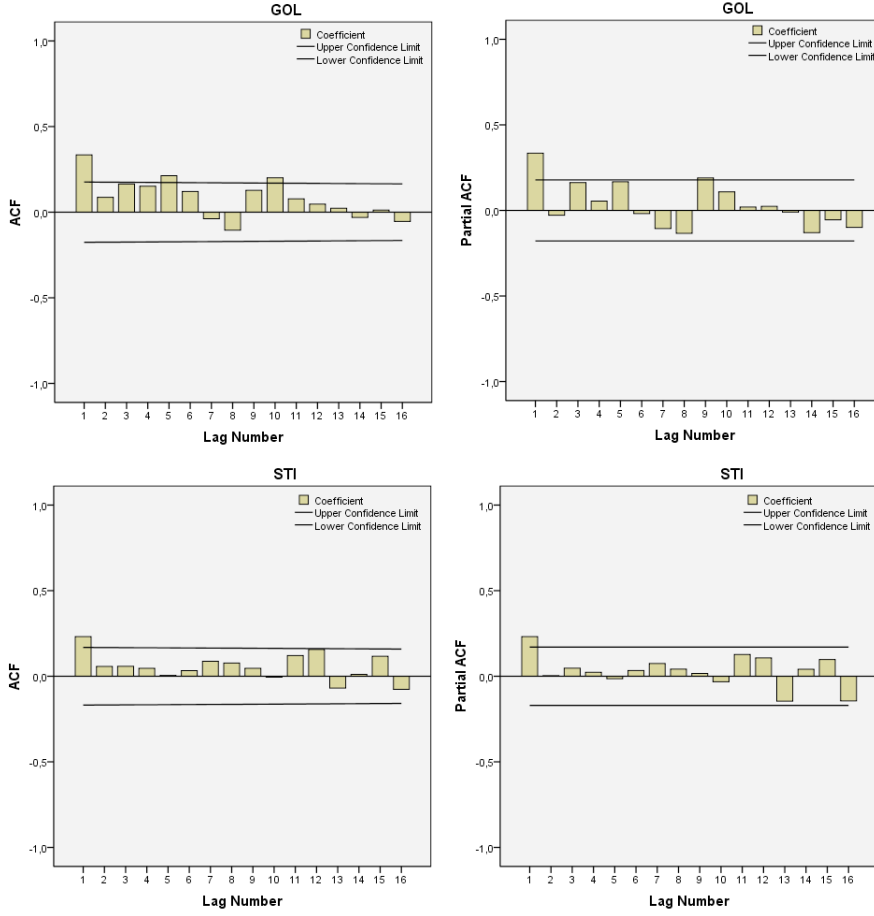 GOL
Coefficient
Upper Confidence Limit
Lower Confidence Limit
1,0
0,5
0,0
-0,5
-1,0
ACF
1 2 3 4 5 6 7 8 9 10 11 12 13 14 15 16
Lag Number
GOL
Coefficient
Upper Confidence Limit
Lower Confidence Limit
1,0
0,5
0,0
-0,5
-1,0
Partial ACF
1 2 3 4 5 6 7 8 9 10 11 12 13 14 15 16
Lag Number
STI
Coefficient
Upper Confidence Limit
Lower Confidence Limit
1,0
0,5
0,0
-0,5
-1,0
ACF
1 2 3 4 5 6 7 8 9 10 11 12 13 14 15 16
Lag Number
STI
Coefficient
Upper Confidence Limit
Lower Confidence Limit
1,0
0,5
0,0
-0,5
-1,0
Partial ACF
1 2 3 4 5 6 7 8 9 10 11 12 13 14 15 16
Lag Number